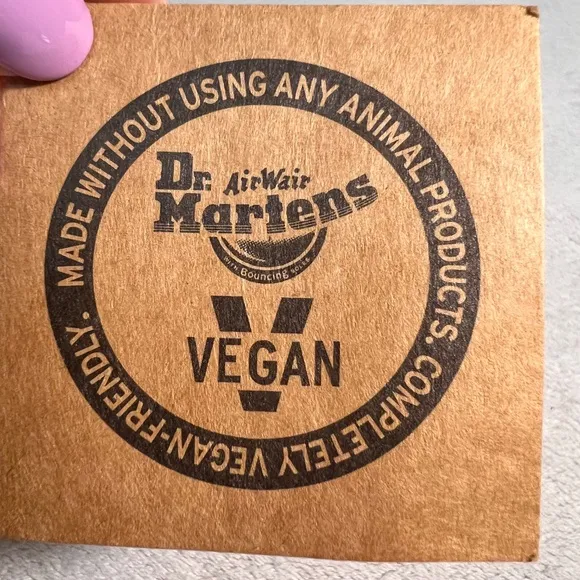 MADE WITHOUT USING ANY ANIMAL PRODUCTS. COMPLETELY VEGAN-FRIENDLY.
Dr. AirWair
Martens
WITH Bouncing SOLES
VEGAN